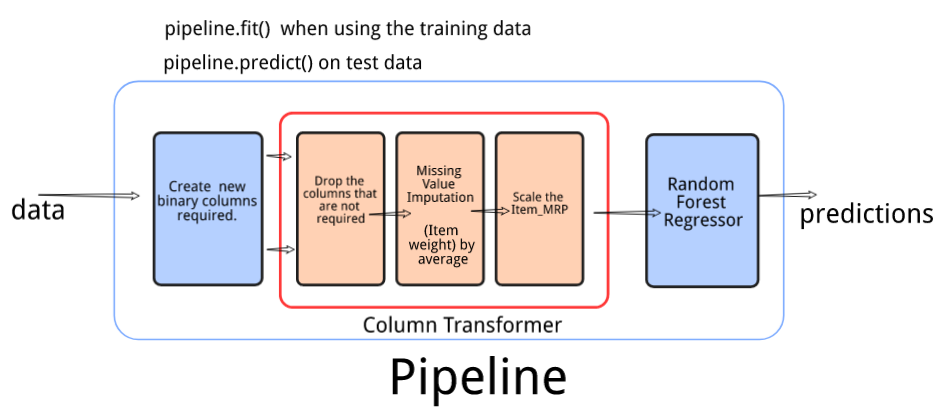 pipeline.fit()  when using the training data
pipeline.predict() on test data
data
Create  new
binary columns
required.
Drop the
columns that
are not
required
Missing
Value
Imputation
(Item
weight) by
average
Scale the
Item_MRP
Random
Forest
Regressor
predictions
Column Transformer
Pipeline